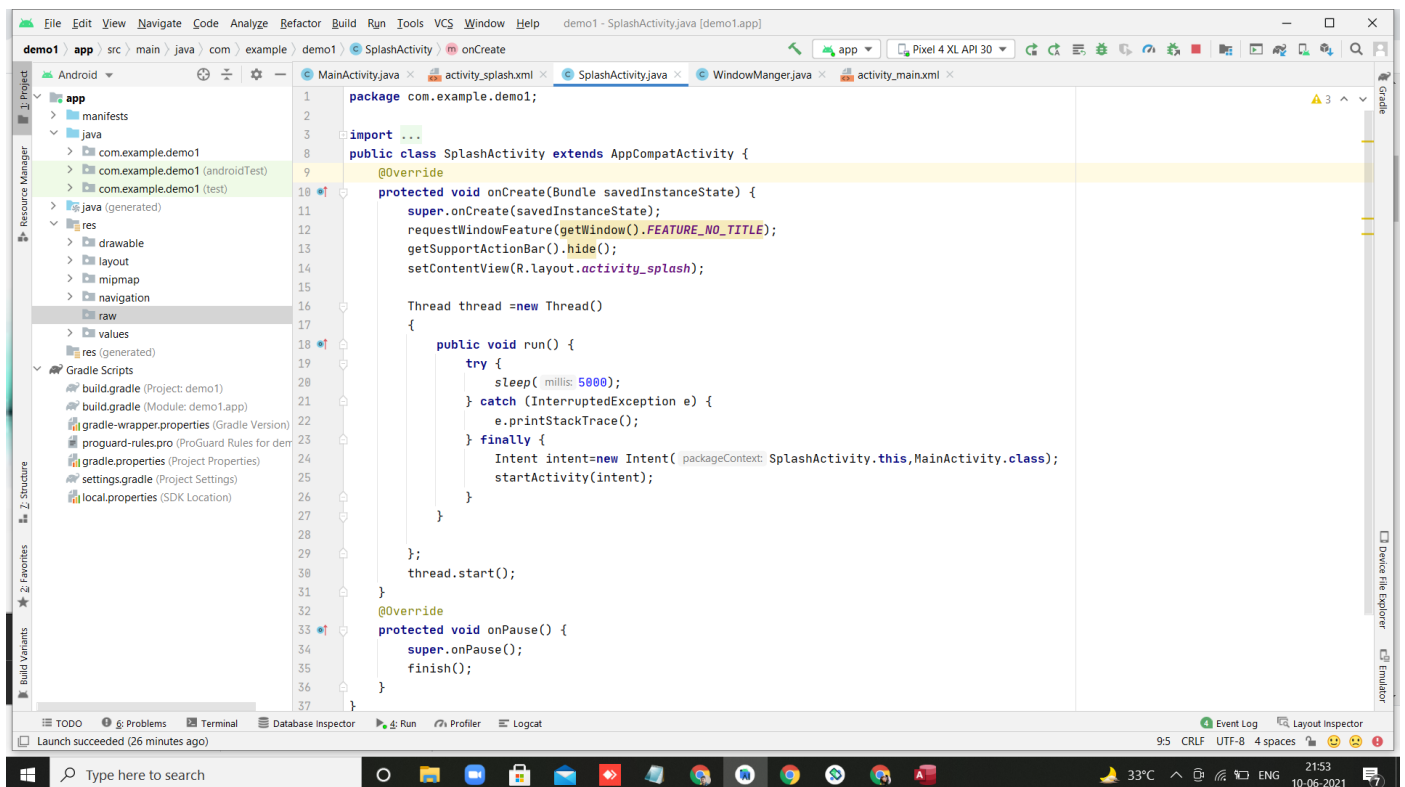 File Edit View Navigate Code Analyze Refactor Build Run Tools VCS Window Help demo1 - SplashActivity.java [demo1.app]
demo1 app src main java com example demo1 SplashActivity onCreate app Pixel 4 XL API 30
Android MainActivity.java activity_splash.xml SplashActivity.java WindowManger.java activity_main.xml
1: Project
Resource Manager
Z: Structure
2: Favorites
Build Variants
app
manifests
java
com.example.demo1
com.example.demo1 (androidTest)
com.example.demo1 (test)
java (generated)
res
drawable
layout
mipmap
navigation
raw
values
res (generated)
Gradle Scripts
build.gradle (Project: demo1)
build.gradle (Module: demo1.app)
gradle-wrapper.properties (Gradle Version)
proguard-rules.pro (ProGuard Rules for dem
gradle.properties (Project Properties)
settings.gradle (Project Settings)
local.properties (SDK Location)
1 package com.example.demo1;
2
3 import ...
8 public class SplashActivity extends AppCompatActivity {
9 @Override
10 protected void onCreate(Bundle savedInstanceState) {
11 super.onCreate(savedInstanceState);
12 requestWindowFeature(getWindow().FEATURE_NO_TITLE);
13 getSupportActionBar().hide();
14 setContentView(R.layout.activity_splash);
15
16 Thread thread =new Thread()
17 {
18 public void run() {
19 try {
20 sleep( millis: 5000);
21 } catch (InterruptedException e) {
22 e.printStackTrace();
23 } finally {
24 Intent intent=new Intent( packageContext: SplashActivity.this,MainActivity.class);
25 startActivity(intent);
26 }
27 }
28
29 };
30 thread.start();
31 }
32 @Override
33 protected void onPause() {
34 super.onPause();
35 finish();
36 }
37 }
3
Gradle
Device File Explorer
Emulator
TODO 6: Problems Terminal Database Inspector 4: Run Profiler Logcat 4 Event Log Layout Inspector
Launch succeeded (26 minutes ago) 9:5 CRLF UTF-8 4 spaces
Type here to search 33°C ENG 21:53
10-06-2021 7